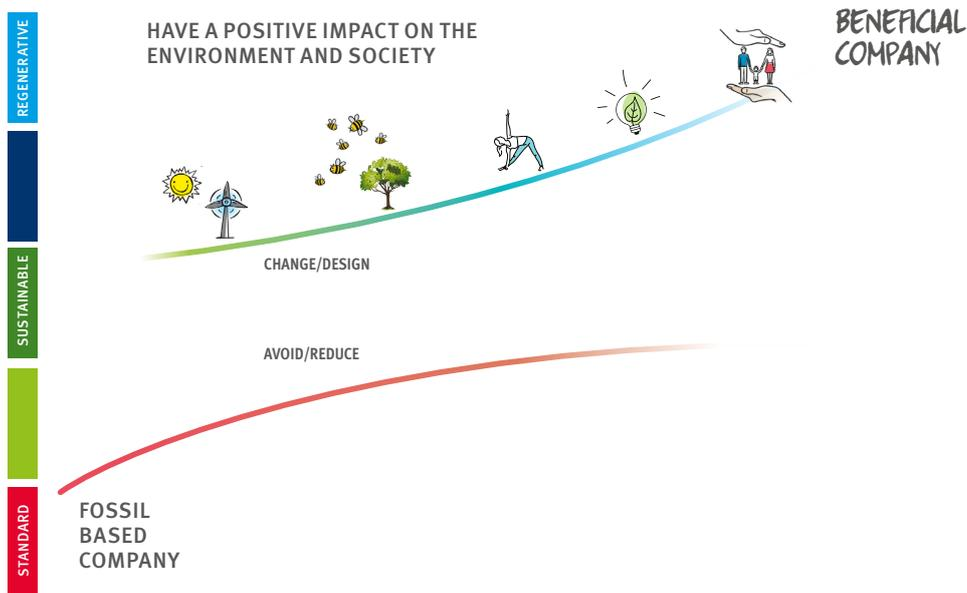 REGENERATIVE
HAVE A POSITIVE IMPACT ON THE
ENVIRONMENT AND SOCIETY
BENEFICIAL
COMPANY
SUSTAINABLE
CHANGE/DESIGN
AVOID/REDUCE
STANDARD
FOSSIL
BASED
COMPANY